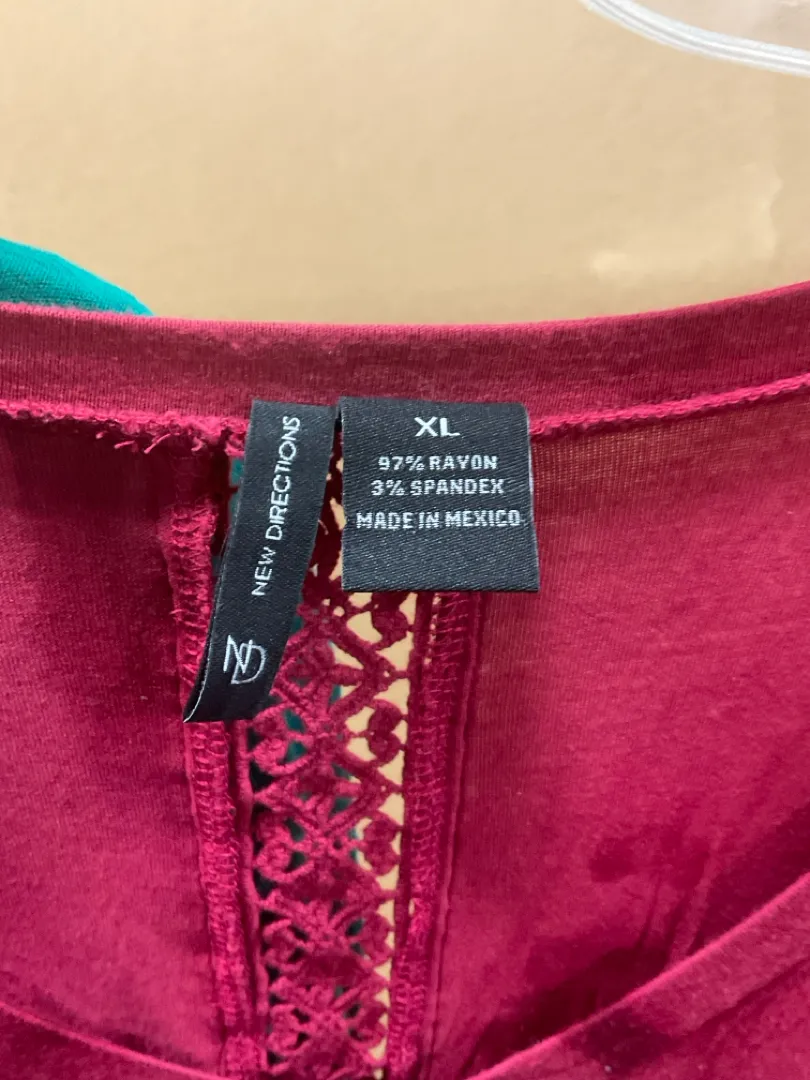 NEW DIRECTIONS
ND
XL
97% RAYON
3% SPANDEX
MADE IN MEXICO